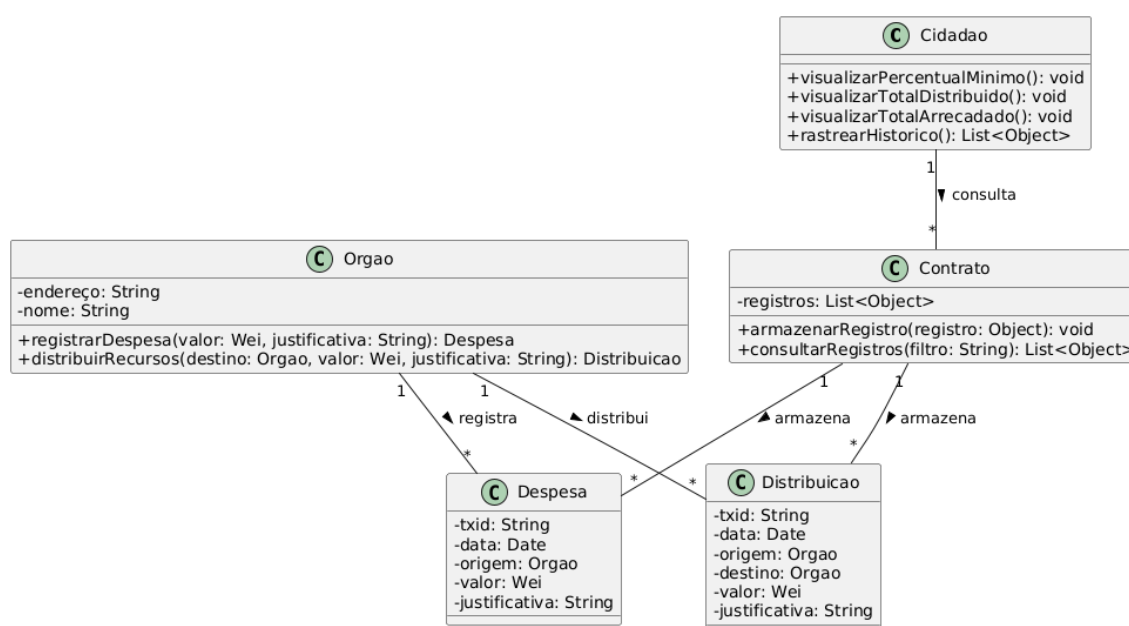 C Cidadao
+visualizarPercentualMinimo(): void
+visualizarTotalDistribuido(): void
+visualizarTotalArrecadado(): void
+rastrearHistorico(): List<Object>
1
consulta
*
C Orgao
-endereço: String
-nome: String
+registrarDespesa(valor: Wei, justificativa: String): Despesa
+distribuirRecursos(destino: Orgao, valor: Wei, justificativa: String): Distribuicao
C Contrato
-registros: List<Object>
+armazenarRegistro(registro: Object): void
+consultarRegistros(filtro: String): List<Object>
1
1
1
1
registra
distribui
armazena
armazena
*
*
*
*
C Despesa
-txid: String
-data: Date
-origem: Orgao
-valor: Wei
-justificativa: String
C Distribuicao
-txid: String
-data: Date
-origem: Orgao
-destino: Orgao
-valor: Wei
-justificativa: String